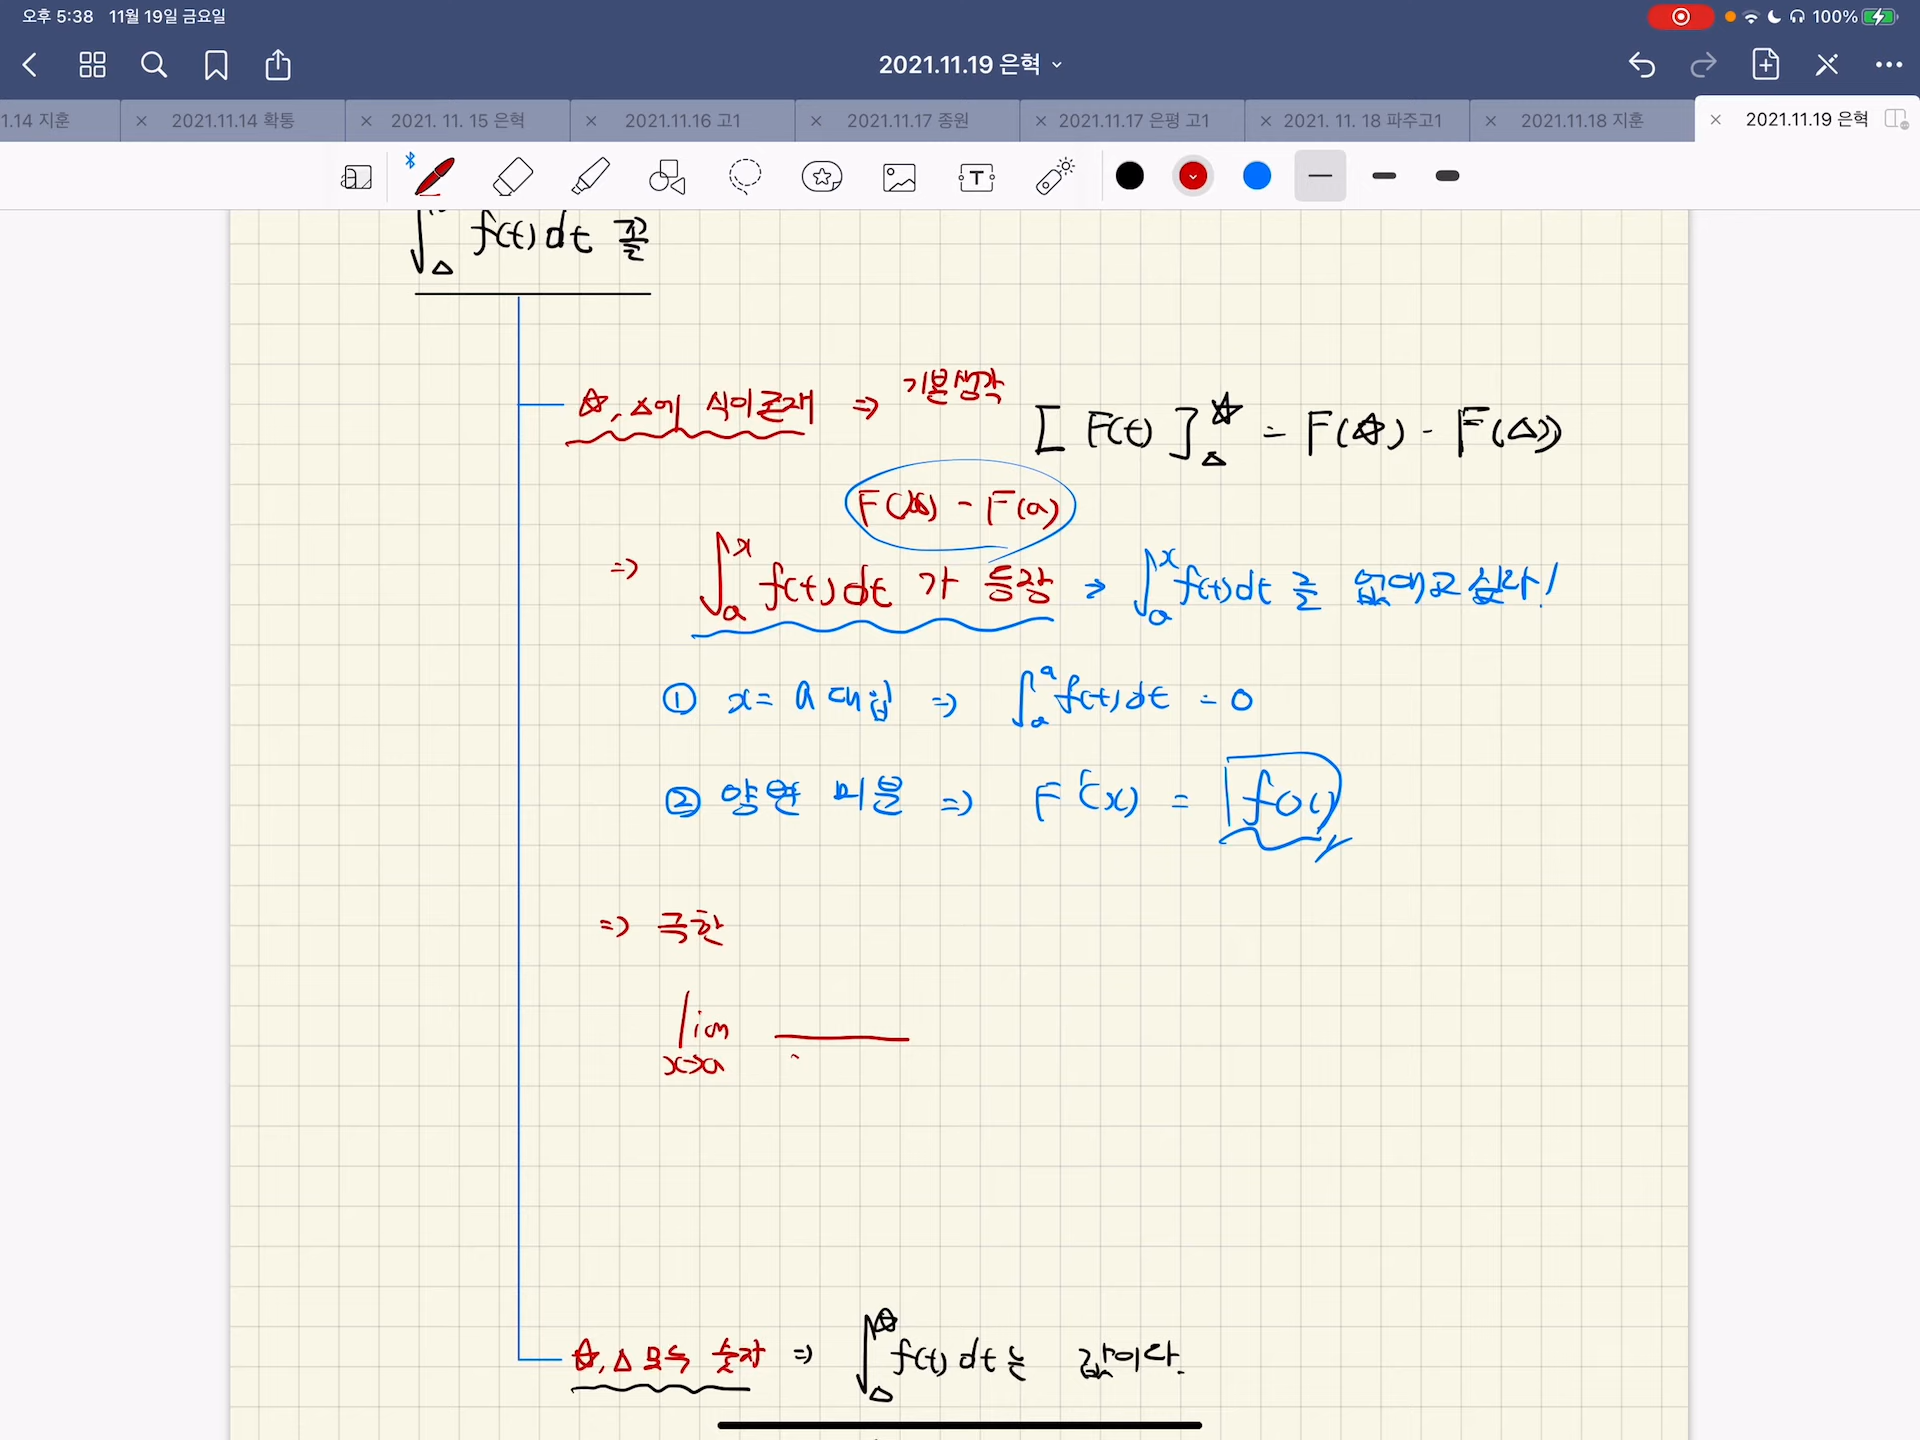 오후 5:38 11월 19일 금요일 100%
2021.11.19 은혁
1.14 지훈 2021.11.14 확통 2021. 11. 15 은혁 2021.11.16 고1 2021.11.17 종원 2021.11.17 은평 고1 2021. 11. 18 파주고1 2021.11.18 지훈 2021.11.19 은혁
∫_△ f(t)dt 꼴
☆, △에 식이존재 ⇒ 기본생각 [F(t)]_△^☆ = F(☆) - F(△)
F(x) - F(a)
⇒ ∫_a^x f(t)dt 가 등장 → ∫_a^x f(t)dt 를 없애고싶다!
① x= a 대입 ⇒ ∫_a^a f(t)dt = 0
② 양변 미분 ⇒ F'(x) = f(x)
⇒ 극한
lim
x→a
☆, △ 모두 숫자 ⇒ ∫_△^☆ f(t)dt는 값이다.